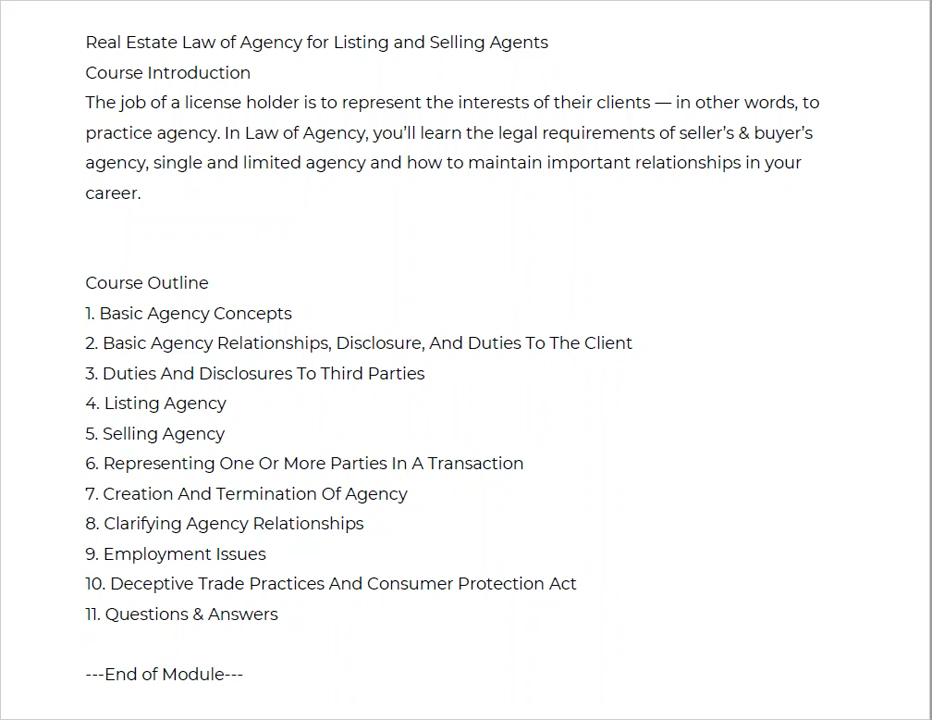 Real Estate Law of Agency for Listing and Selling Agents
Course Introduction
The job of a license holder is to represent the interests of their clients — in other words, to
practice agency. In Law of Agency, you’ll learn the legal requirements of seller’s & buyer’s
agency, single and limited agency and how to maintain important relationships in your
career.
Course Outline
1. Basic Agency Concepts
2. Basic Agency Relationships, Disclosure, And Duties To The Client
3. Duties And Disclosures To Third Parties
4. Listing Agency
5. Selling Agency
6. Representing One Or More Parties In A Transaction
7. Creation And Termination Of Agency
8. Clarifying Agency Relationships
9. Employment Issues
10. Deceptive Trade Practices And Consumer Protection Act
11. Questions & Answers
---End of Module---